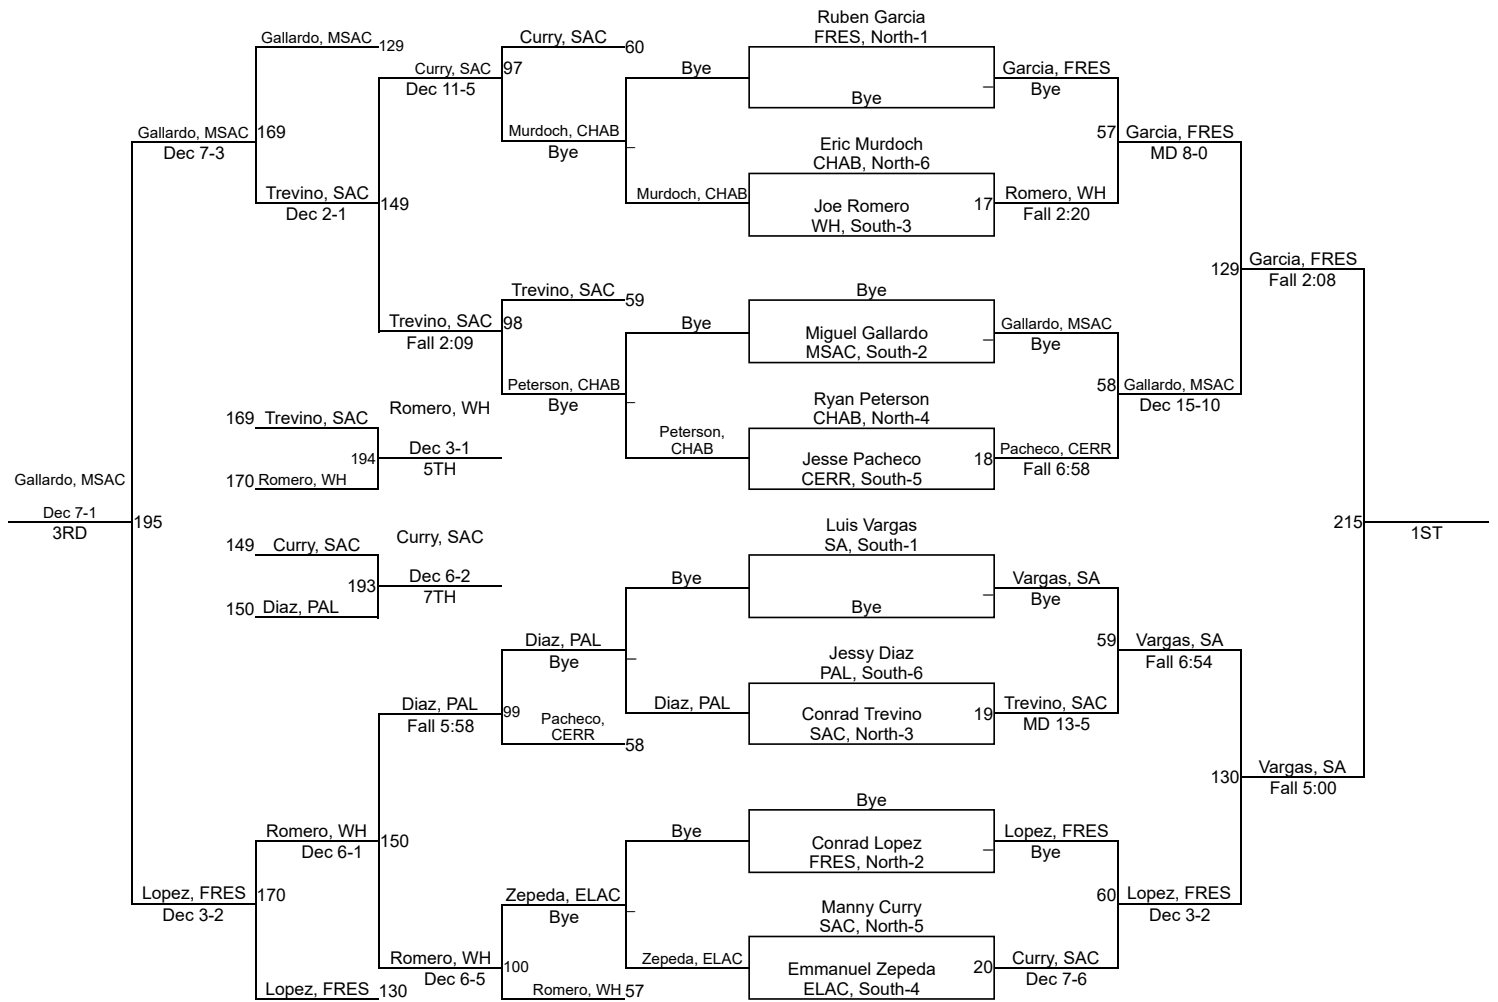 Ruben Garcia
FRES, North-1
Gallardo, MSAC 129
Curry, SAC 60
Bye
Garcia, FRES
Bye
Curry, SAC 97
Dec 11-5
Bye
Gallardo, MSAC 169
Dec 7-3
Murdoch, CHAB
Bye
Eric Murdoch
CHAB, North-6
57 Garcia, FRES
MD 8-0
Trevino, SAC 149
Dec 2-1
Murdoch, CHAB
Joe Romero
WH, South-3
17 Romero, WH
Fall 2:20
129 Garcia, FRES
Fall 2:08
Trevino, SAC 59
Bye
Trevino, SAC 98
Fall 2:09
Bye
Miguel Gallardo
MSAC, South-2
Gallardo, MSAC
Bye
Peterson, CHAB
Bye
Ryan Peterson
CHAB, North-4
58 Gallardo, MSAC
Dec 15-10
169 Trevino, SAC
Romero, WH
194 Dec 3-1
5TH
Peterson,
CHAB
Jesse Pacheco
CERR, South-5
18 Pacheco, CERR
Fall 6:58
170 Romero, WH
Gallardo, MSAC
Dec 7-1
3RD
195
215
1ST
149 Curry, SAC
Curry, SAC
193 Dec 6-2
7TH
150 Diaz, PAL
Luis Vargas
SA, South-1
Bye
Bye
Vargas, SA
Bye
Diaz, PAL
Bye
Jessy Diaz
PAL, South-6
59 Vargas, SA
Fall 6:54
Diaz, PAL 99
Fall 5:58
Pacheco,
CERR 58
Diaz, PAL
Conrad Trevino
SAC, North-3
19 Trevino, SAC
MD 13-5
130 Vargas, SA
Fall 5:00
Bye
Romero, WH 150
Dec 6-1
Bye
Conrad Lopez
FRES, North-2
Lopez, FRES
Bye
Lopez, FRES 170
Dec 3-2
Zepeda, ELAC
Bye
Manny Curry
SAC, North-5
60 Lopez, FRES
Dec 3-2
Romero, WH 100
Dec 6-5
Zepeda, ELAC
Emmanuel Zepeda
ELAC, South-4
20 Curry, SAC
Dec 7-6
Lopez, FRES 130
Romero, WH 57